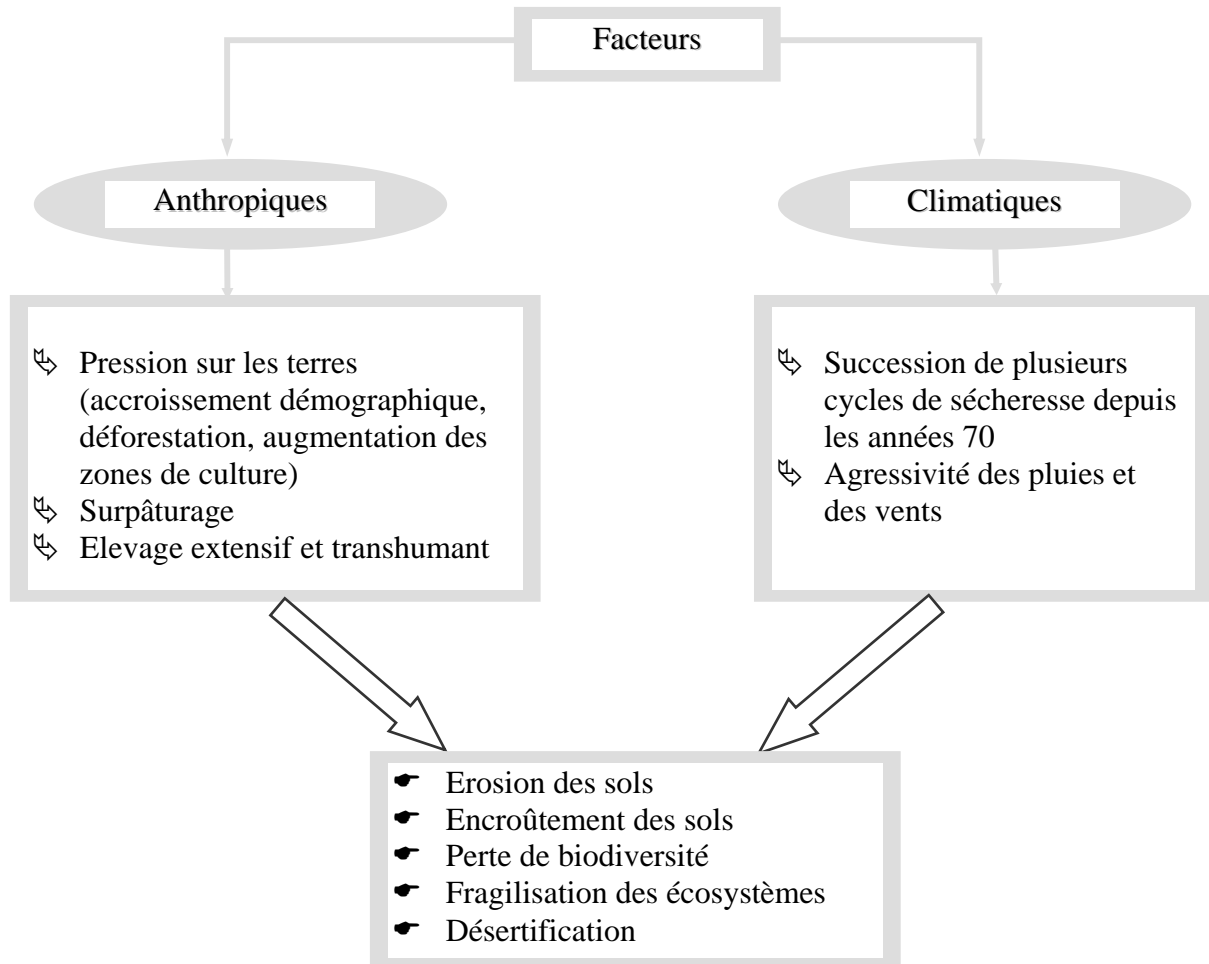 Facteurs
Anthropiques
Climatiques
Pression sur les terres
(accroissement démographique,
déforestation, augmentation des
zones de culture)
Surpâturage
Elevage extensif et transhumant
Succession de plusieurs
cycles de sécheresse depuis
les années 70
Agressivité des pluies et
des vents
Erosion des sols
Encroûtement des sols
Perte de biodiversité
Fragilisation des écosystèmes
Désertification